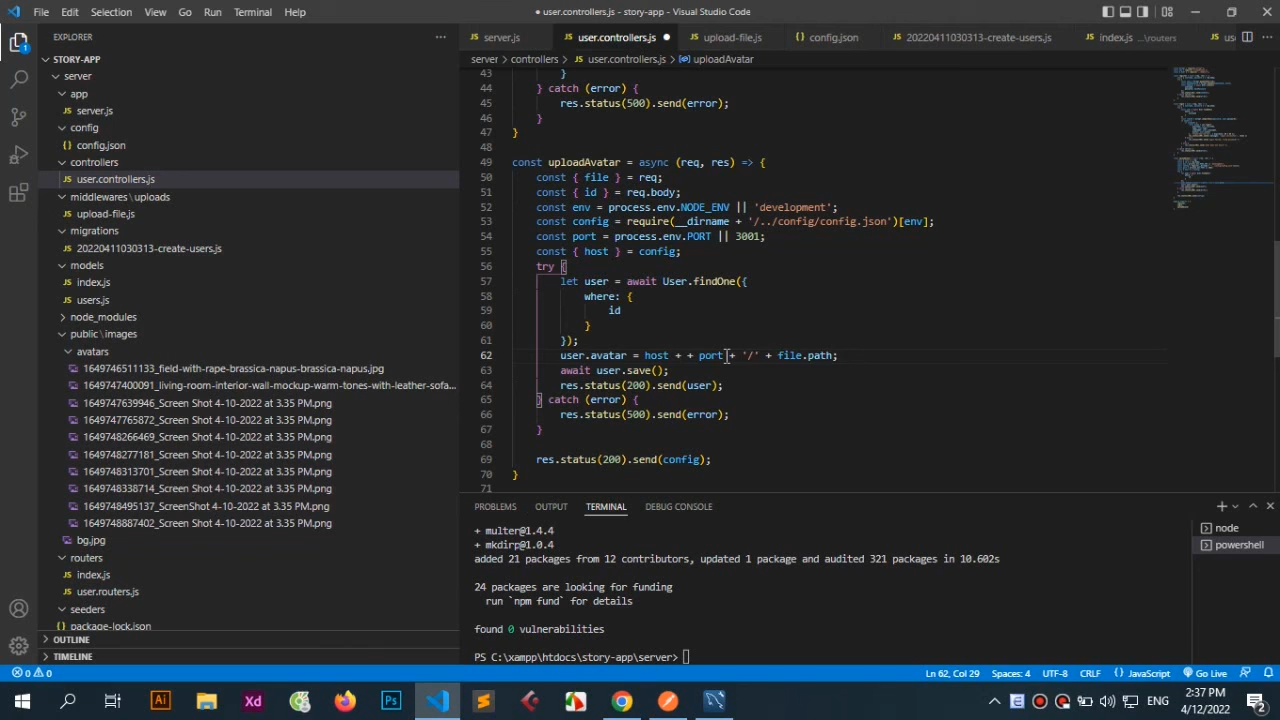 File Edit Selection View Go Run Terminal Help
● user.controllers.js - story-app - Visual Studio Code
EXPLORER
STORY-APP
server
app
server.js
config
config.json
controllers
user.controllers.js
middlewares\uploads
upload-file.js
migrations
20220411030313-create-users.js
models
index.js
users.js
node_modules
public\images
avatars
1649746511133_field-with-rape-brassica-napus-brassica-napus.jpg
1649747400091_living-room-interior-wall-mockup-warm-tones-with-leather-sofa...
1649747639946_Screen Shot 4-10-2022 at 3.35 PM.png
1649747765872_Screen Shot 4-10-2022 at 3.35 PM.png
1649748266469_Screen Shot 4-10-2022 at 3.35 PM.png
1649748277181_Screen Shot 4-10-2022 at 3.35 PM.png
1649748313701_Screen Shot 4-10-2022 at 3.35 PM.png
1649748338714_Screen Shot 4-10-2022 at 3.35 PM.png
1649748495137_ScreenShot 4-10-2022 at 3.35 PM.png
1649748887402_Screen Shot 4-10-2022 at 3.35 PM.png
bg.jpg
routers
index.js
user.routers.js
seeders
package-lock.json
OUTLINE
TIMELINE
server.js user.controllers.js ● upload-file.js config.json 20220411030313-create-users.js index.js ...\routers
server > controllers > user.controllers.js > uploadAvatar
43 }
44 } catch (error) {
45 res.status(500).send(error);
46 }
47 }
48
49 const uploadAvatar = async (req, res) => {
50 const { file } = req;
51 const { id } = req.body;
52 const env = process.env.NODE_ENV || 'development';
53 const config = require(__dirname + '/../config/config.json')[env];
54 const port = process.env.PORT || 3001;
55 const { host } = config;
56 try {
57 let user = await User.findOne({
58 where: {
59 id
60 }
61 });
62 user.avatar = host + + port + '/' + file.path;
63 await user.save();
64 res.status(200).send(user);
65 } catch (error) {
66 res.status(500).send(error);
67 }
68
69 res.status(200).send(config);
70 }
71
PROBLEMS OUTPUT TERMINAL DEBUG CONSOLE
+ multer@1.4.4
+ mkdirp@1.0.4
added 21 packages from 12 contributors, updated 1 package and audited 321 packages in 10.602s
24 packages are looking for funding
run `npm fund` for details
found 0 vulnerabilities
PS C:\xampp\htdocs\story-app\server>
node
powershell
0 0 Ln 62, Col 29 Spaces: 4 UTF-8 CRLF { } JavaScript Go Live
ENG
2:37 PM
4/12/2022